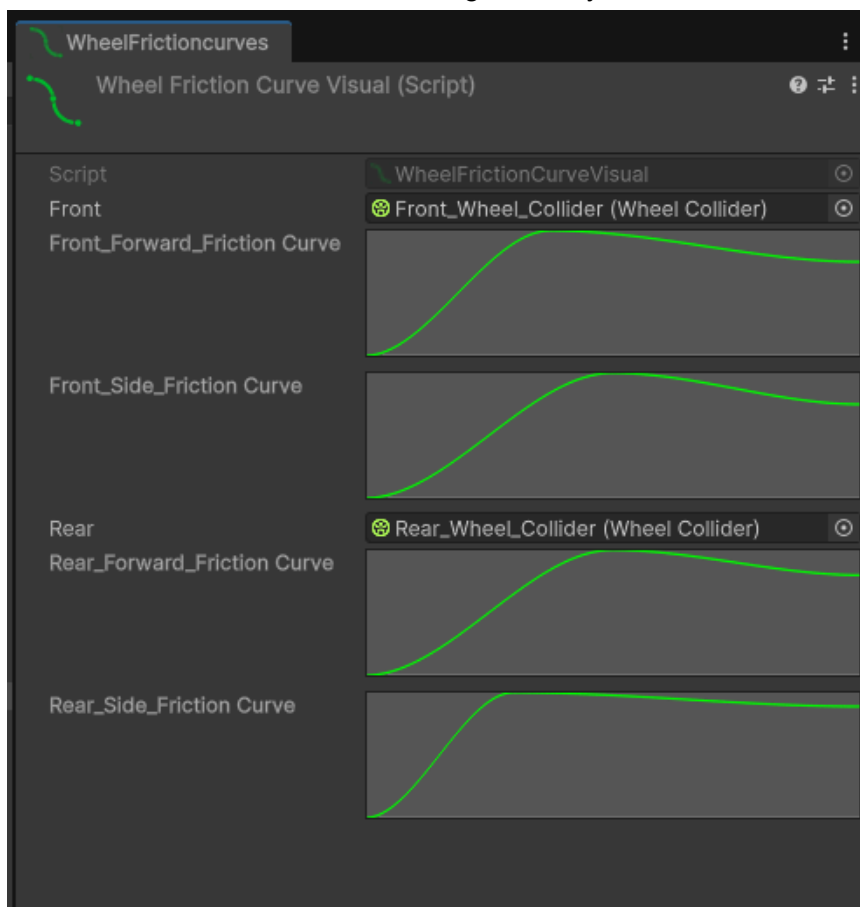 WheelFrictioncurves
Wheel Friction Curve Visual (Script)
Script WheelFrictionCurveVisual
Front Front_Wheel_Collider (Wheel Collider)
Front_Forward_Friction Curve
Front_Side_Friction Curve
Rear Rear_Wheel_Collider (Wheel Collider)
Rear_Forward_Friction Curve
Rear_Side_Friction Curve